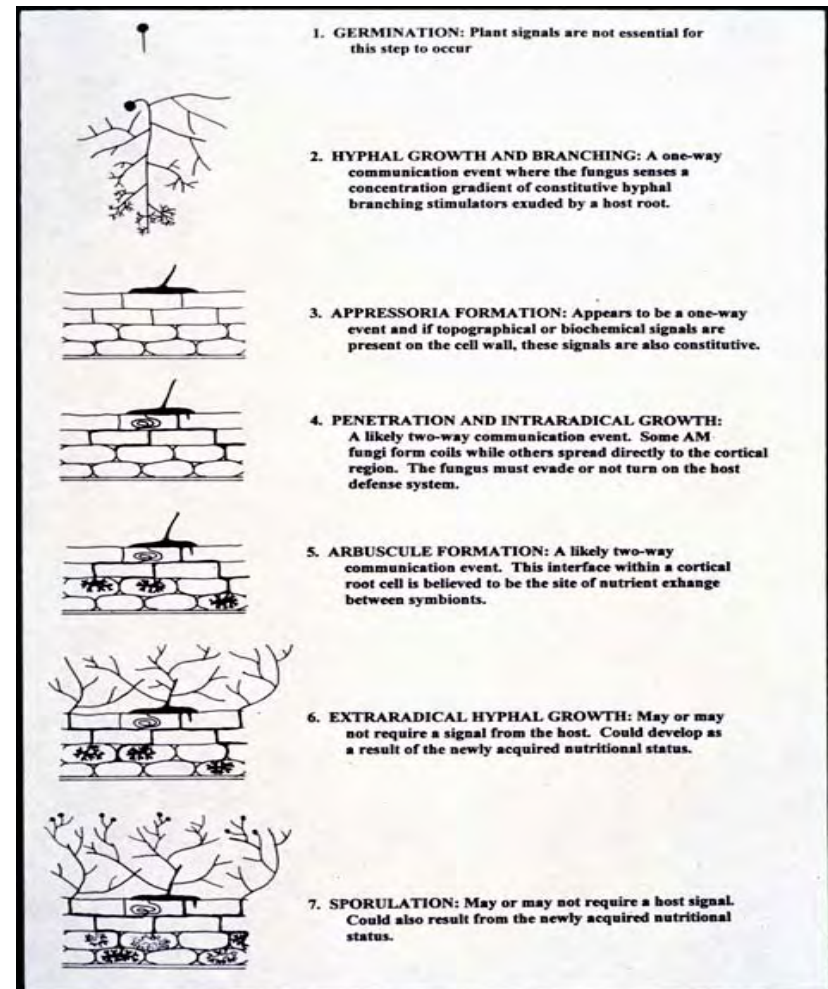 1. GERMINATION: Plant signals are not essential for
this step to occur
2. HYPHAL GROWTH AND BRANCHING: A one-way
communication event where the fungus senses a
concentration gradient of constitutive hyphal
branching stimulators exuded by a host root.
3. APPRESSORIA FORMATION: Appears to be a one-way
event and if topographical or biochemical signals are
present on the cell wall, these signals are also constitutive.
4. PENETRATION AND INTRARADICAL GROWTH:
A likely two-way communication event. Some AM
fungi form coils while others spread directly to the cortical
region. The fungus must evade or not turn on the host
defense system.
5. ARBUSCULE FORMATION: A likely two-way
communication event. This interface within a cortical
root cell is believed to be the site of nutrient exhange
between symbionts.
6. EXTRARADICAL HYPHAL GROWTH: May or may
not require a signal from the host. Could develop as
a result of the newly acquired nutritional status.
7. SPORULATION: May or may not require a host signal.
Could also result from the newly acquired nutritional
status.